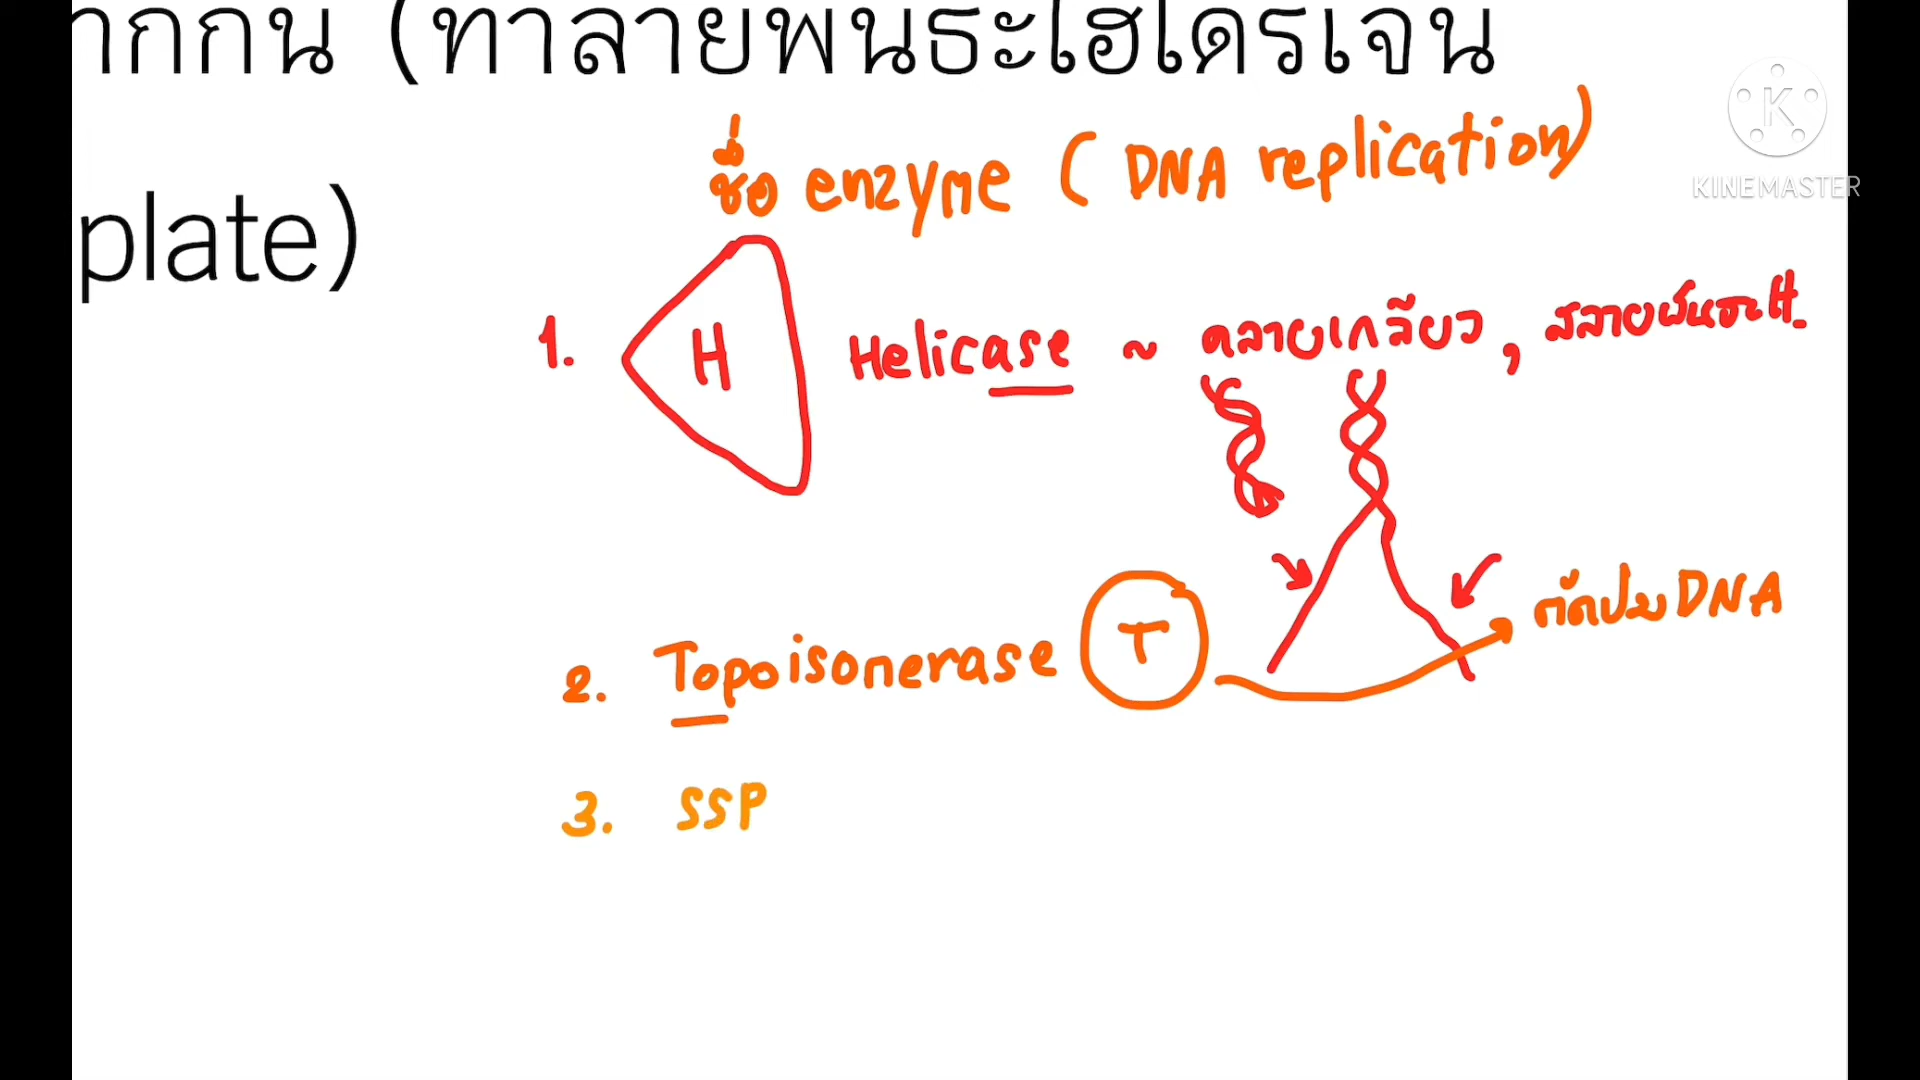 ากกัน (ทำลายพันธะไฮโดรเจน
plate)
KINEMASTER
ชื่อ enzyme ( DNA replication)
1. H Helicase ~ คลายเกลียว, สลายพันธะ H.
2. Topoisonerase T ตัดปม DNA
3. SSP